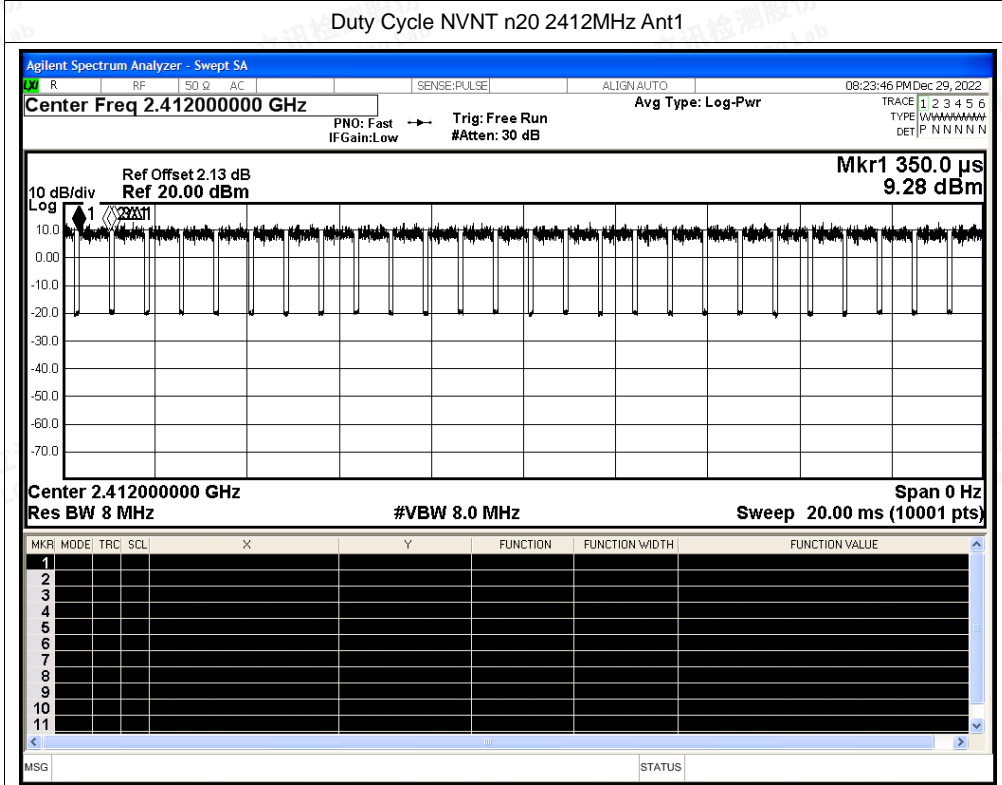 Duty Cycle NVNT n20 2412MHz Ant1
Agilent Spectrum Analyzer - Swept SA
LXI R RF 50 Ω AC SENSE:PULSE ALIGN AUTO 08:23:46 PM Dec 29, 2022
Center Freq 2.412000000 GHz Avg Type: Log-Pwr TRACE 1 2 3 4 5 6
PNO: Fast Trig: Free Run TYPE WWWWWW
IFGain:Low #Atten: 30 dB DET P N N N N N
Mkr1 350.0 µs
Ref Offset 2.13 dB
10 dB/div Ref 20.00 dBm 9.28 dBm
Log
1
10.0
0.00
-10.0
-20.0
-30.0
-40.0
-50.0
-60.0
-70.0
Center 2.412000000 GHz Span 0 Hz
Res BW 8 MHz #VBW 8.0 MHz Sweep 20.00 ms (10001 pts)
MKR MODE TRC SCL X Y FUNCTION FUNCTION WIDTH FUNCTION VALUE
1
2
3
4
5
6
7
8
9
10
11
MSG STATUS